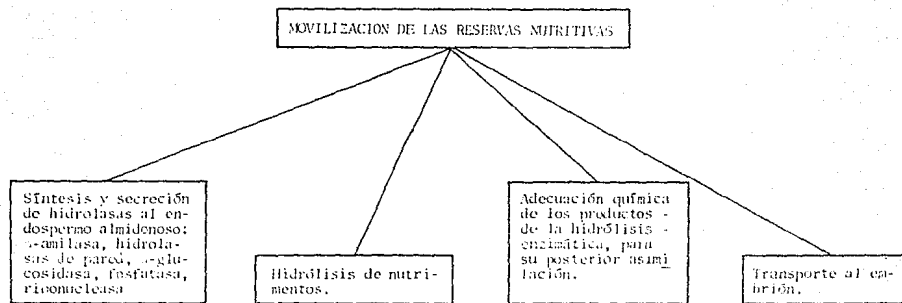 MOVILIZACION DE LAS RESERVAS NUTRITIVAS
Síntesis y secreción
de hidrolasas al en-
dospermo almidonoso:
α-amilasa, hidrola-
sas de pared, α-glu-
cosidasa, fosfatasa,
ribonucleasa
Hidrólisis de nutri-
mentos.
Adecuación química
de los productos -
de la hidrólisis -
enzimática, para
su posterior asimi
lación.
Transporte al em-
brión.